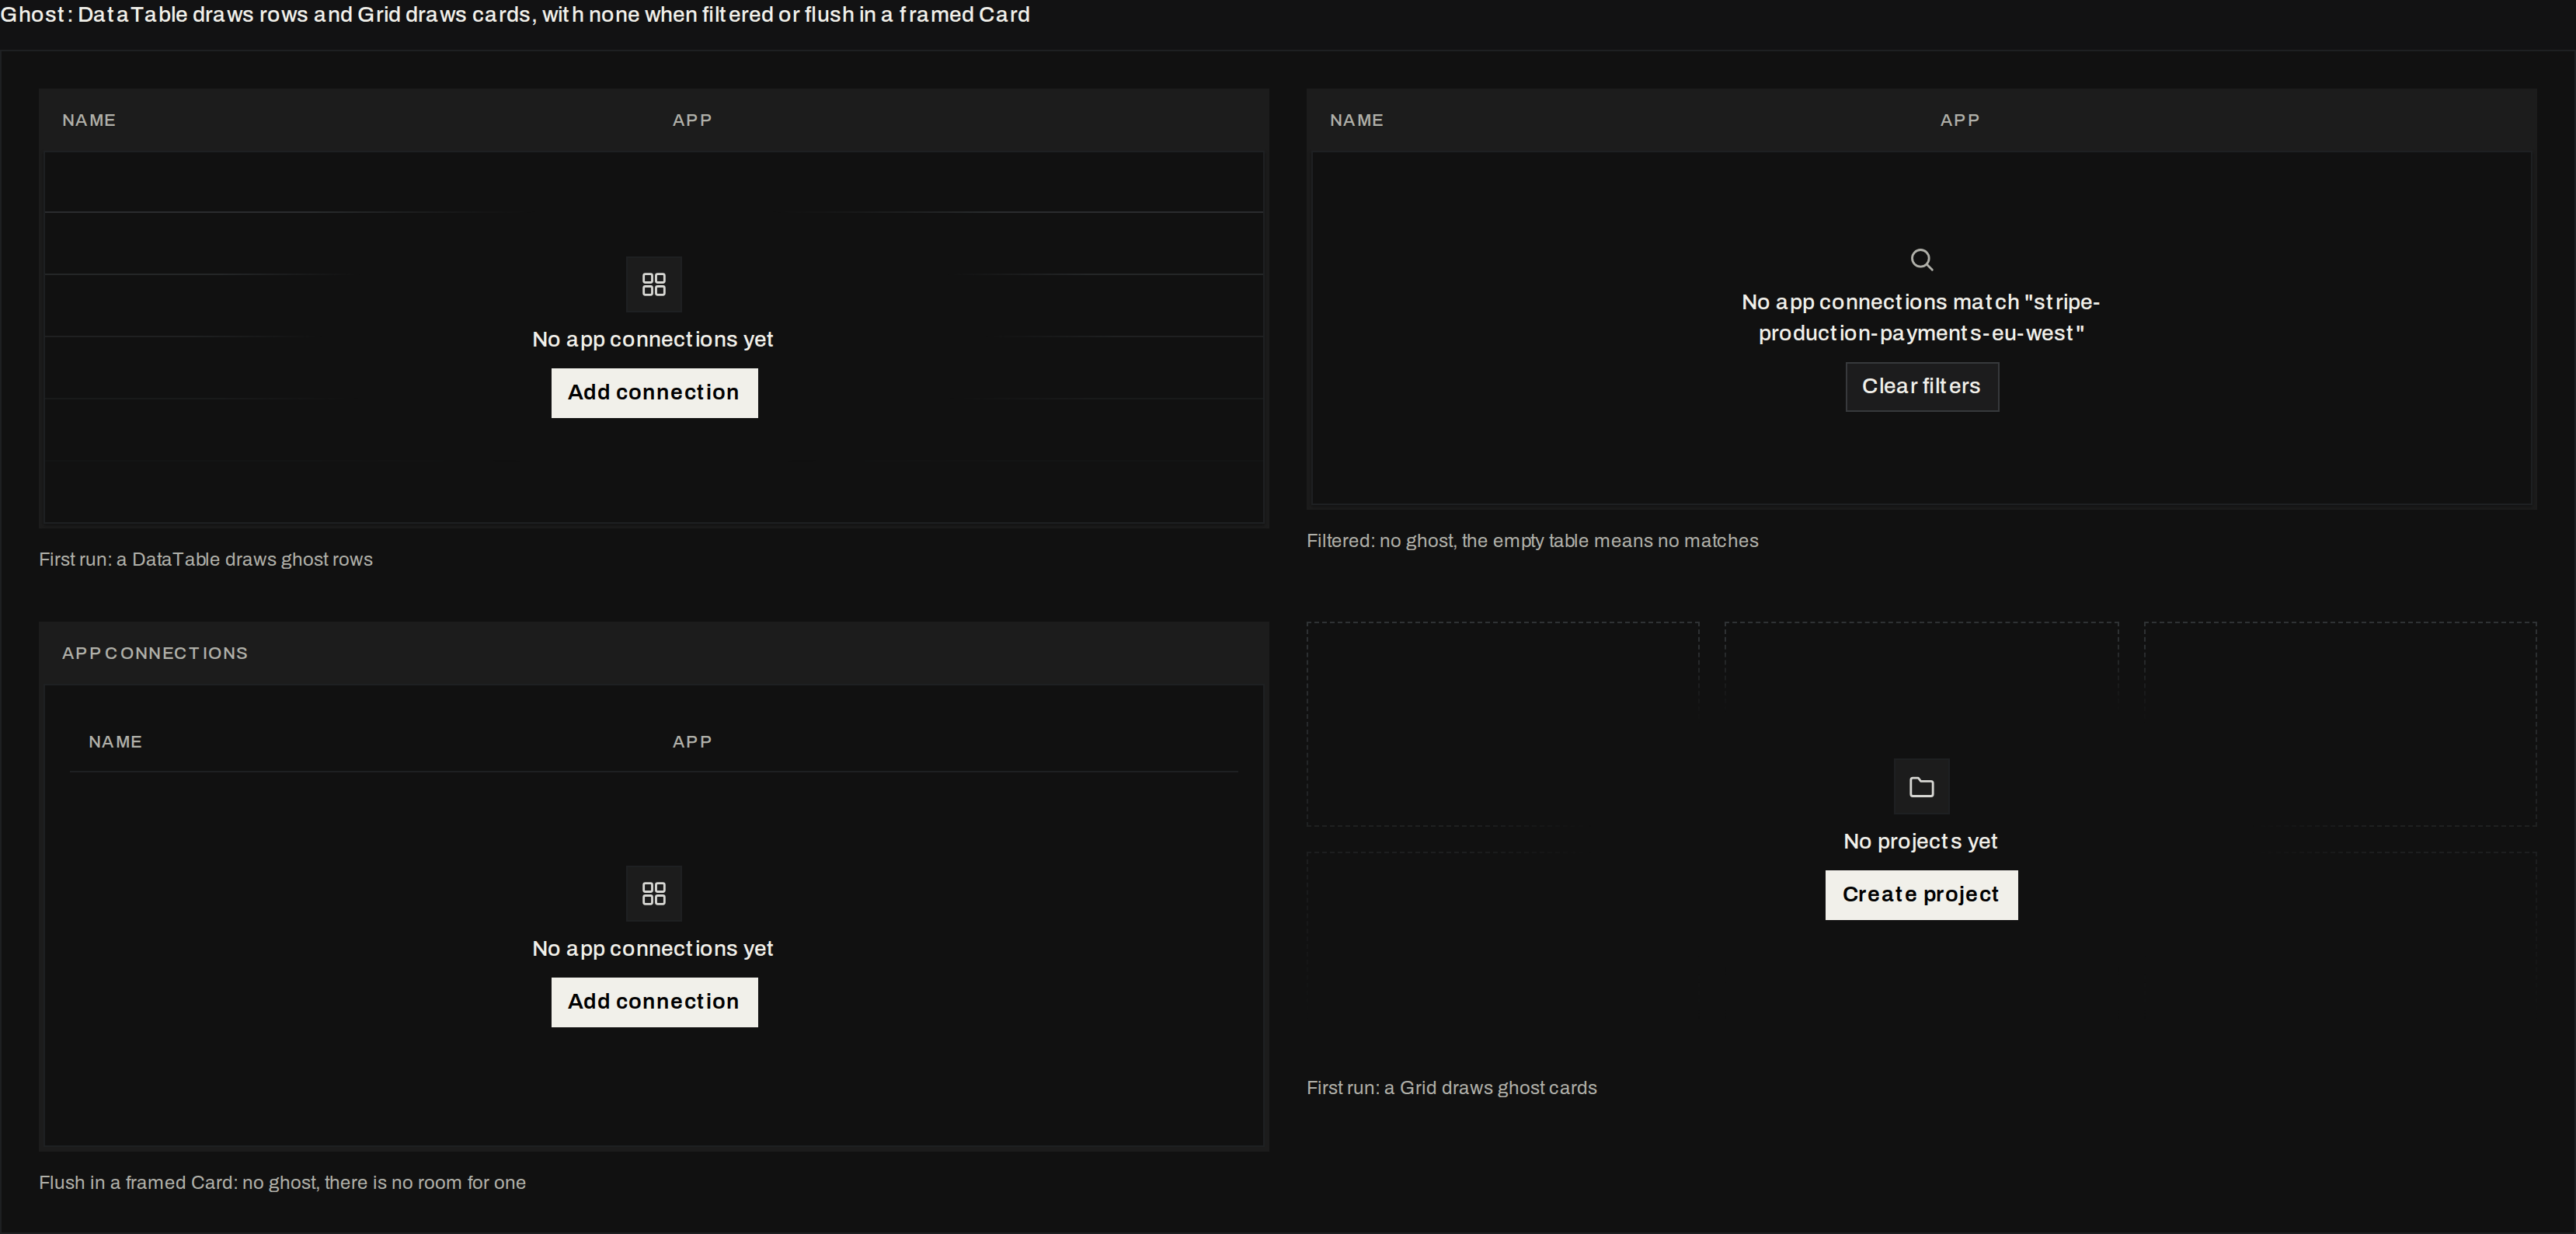 Ghost: DataTable draws rows and Grid draws cards, with none when filtered or flush in a framed Card
NAME APP
No app connections yet
Add connection
First run: a DataTable draws ghost rows
NAME APP
No app connections match "stripe-
production-payments-eu-west"
Clear filters
Filtered: no ghost, the empty table means no matches
APP CONNECTIONS
NAME APP
No app connections yet
Add connection
Flush in a framed Card: no ghost, there is no room for one
No projects yet
Create project
First run: a Grid draws ghost cards